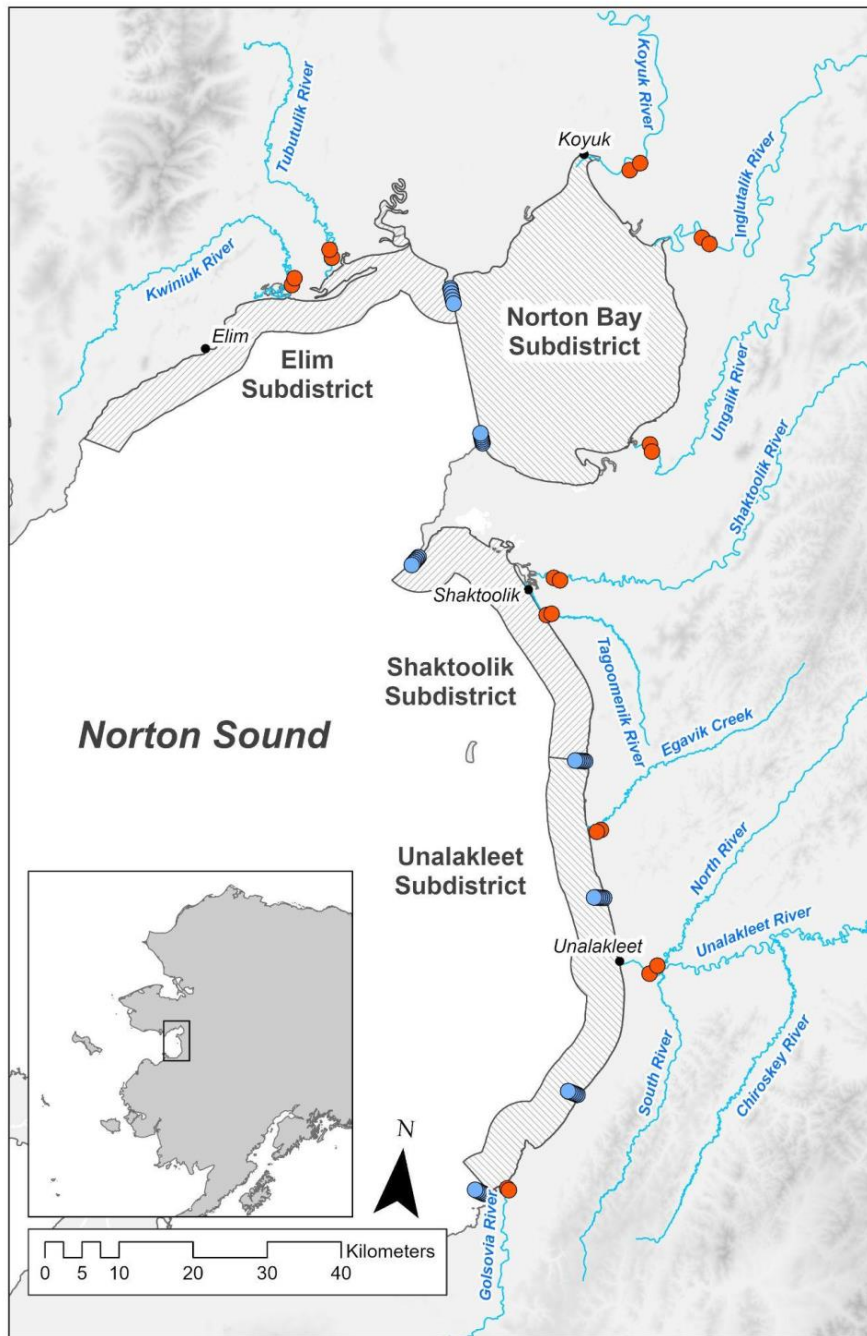 Koyuk River
Tubutulik River
Koyuk
Inglutalik River
Kwiniuk River
Norton Bay
Subdistrict
Elim
Elim
Subdistrict
Ungalik River
Shaktoolik River
Shaktoolik
Shaktoolik
Subdistrict
Tagoomenik River
Egavik Creek
Norton Sound
Unalakleet
Subdistrict
North River
Unalakleet River
Unalakleet
South River
Chiroskey River
N
Golsovia River
Kilometers
0 5 10 20 30 40